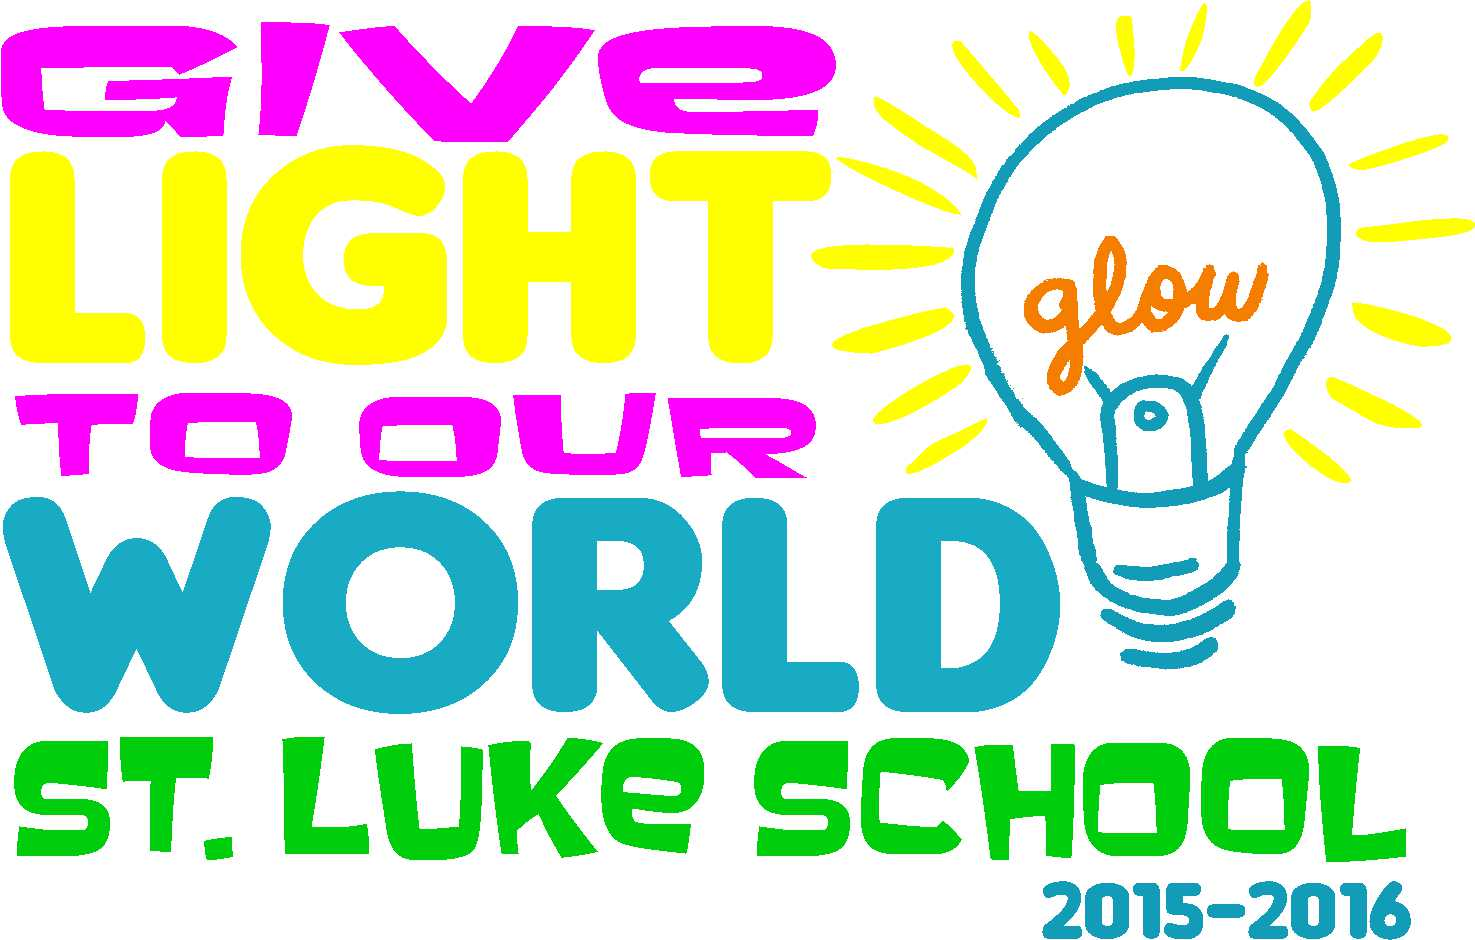 GIVE
LIGHT
glow
TO OUR
WORLD
ST. LUKE SCHOOL
2015-2016